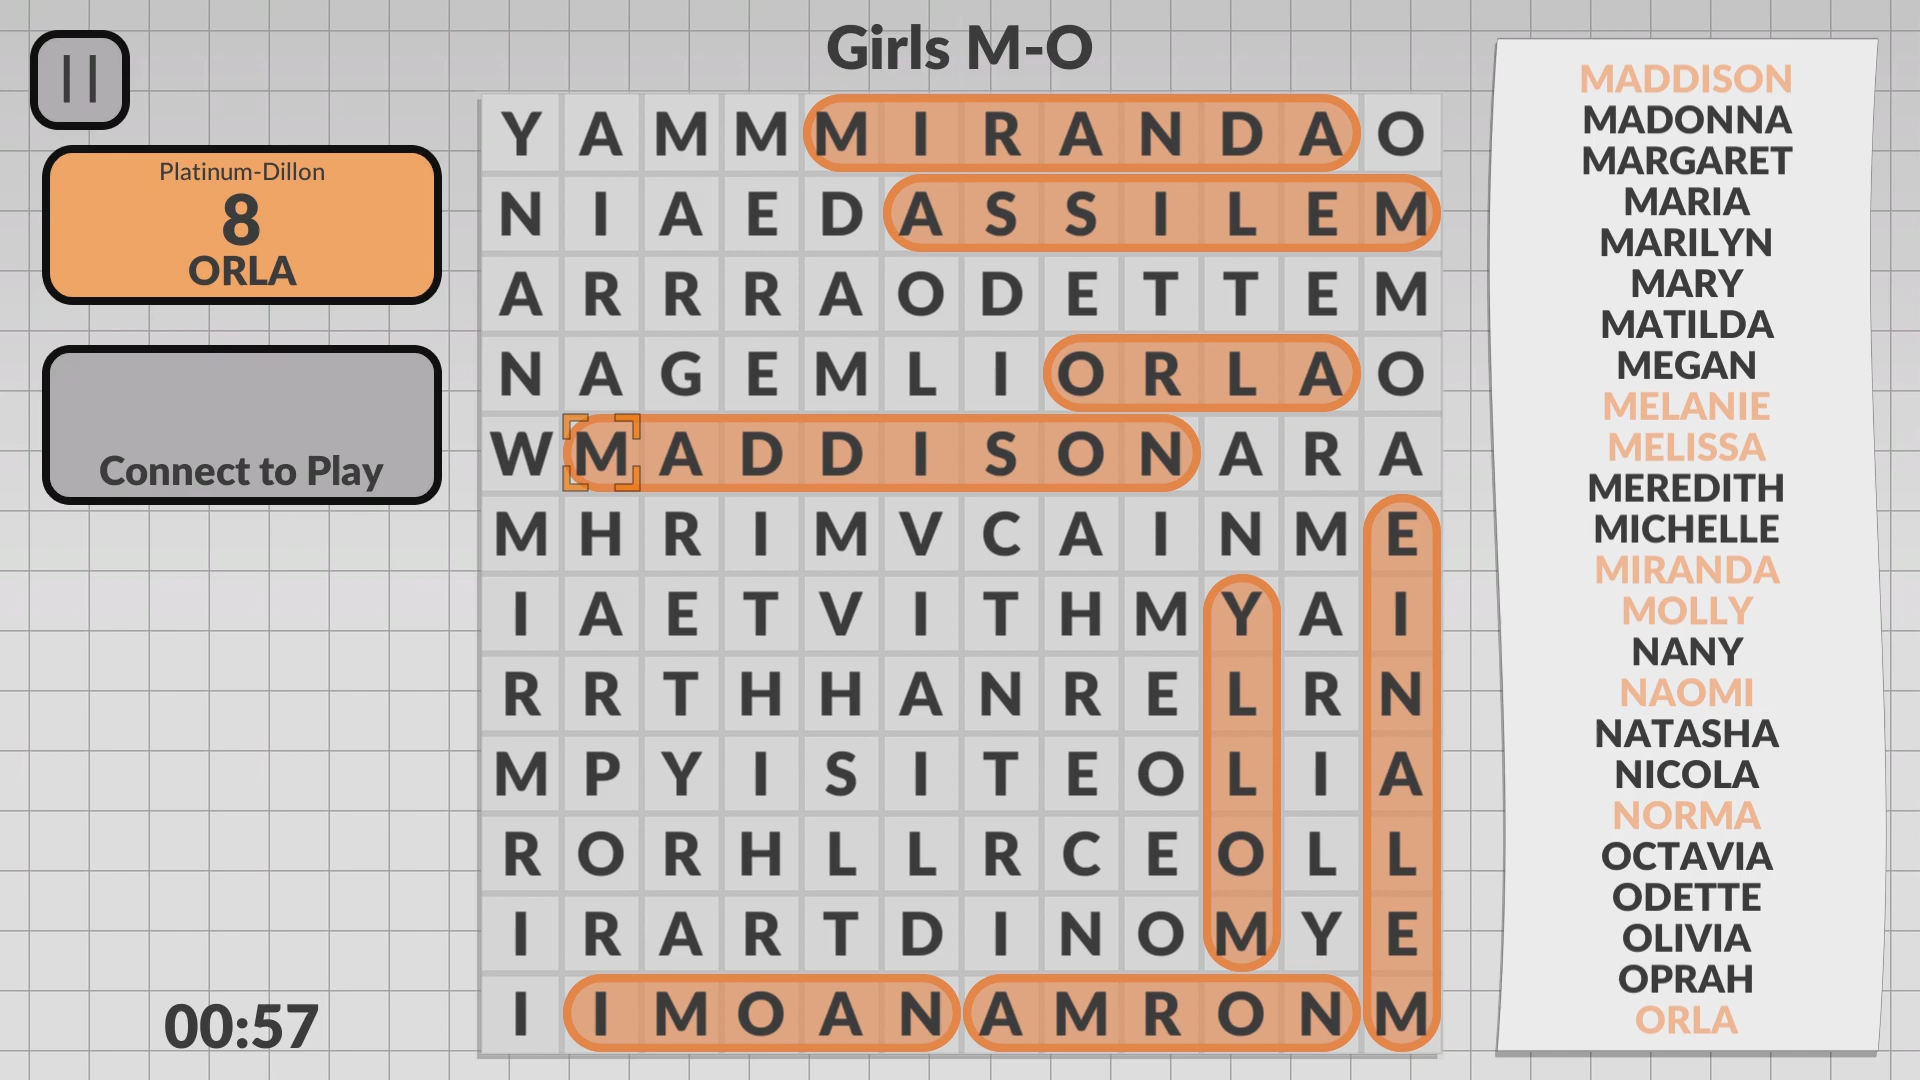 Girls M-O
Platinum-Dillon
8
ORLA
Connect to Play
00:57
Y A M M M I R A N D A O
N I A E D A S S I L E M
A R R R A O D E T T E M
N A G E M L I O R L A O
W M A D D I S O N A R A
M H R I M V C A I N M E
I A E T V I T H M Y A I
R R T H H A N R E L R N
M P Y I S I T E O L I A
R O R H L L R C E O L L
I R A R T D I N O M Y E
I I M O A N A M R O N M
MADDISON
MADONNA
MARGARET
MARIA
MARILYN
MARY
MATILDA
MEGAN
MELANIE
MELISSA
MEREDITH
MICHELLE
MIRANDA
MOLLY
NANY
NAOMI
NATASHA
NICOLA
NORMA
OCTAVIA
ODETTE
OLIVIA
OPRAH
ORLA